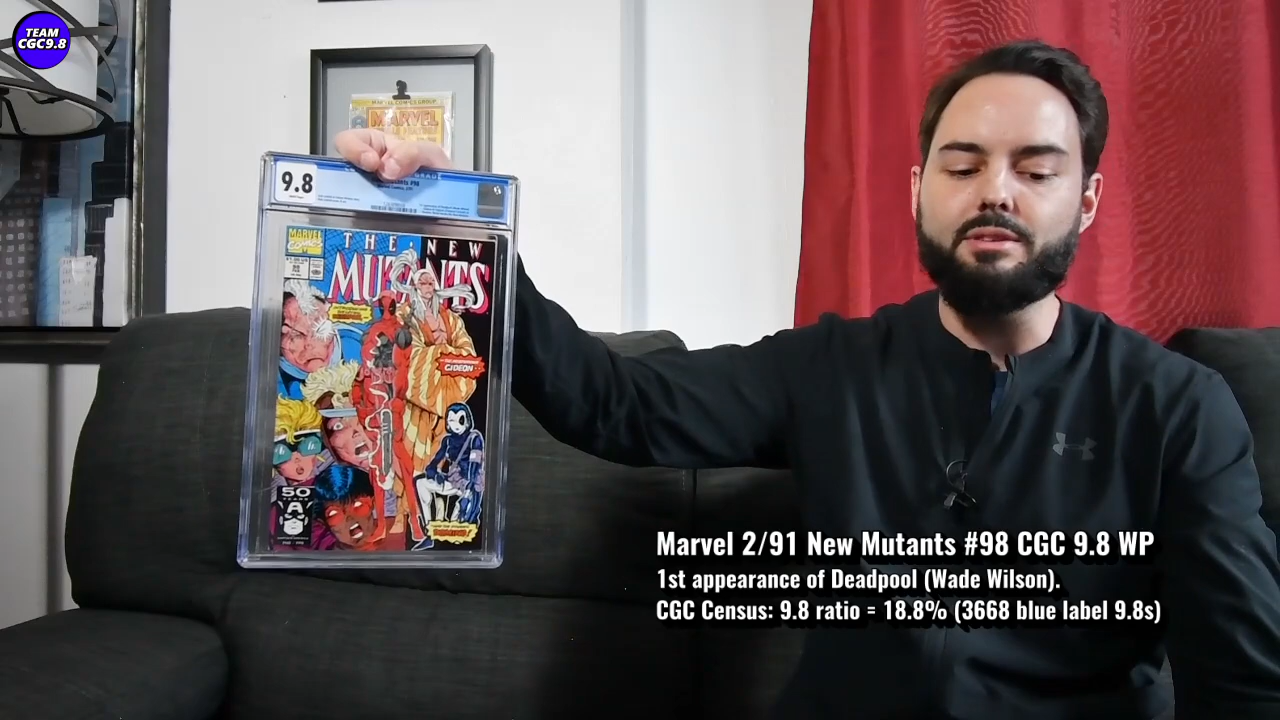 TEAM
CGC9.8
MARVEL
9.8
MARVEL
COMICS
THE NEW
MUTANTS
GIDEON
50
YEARS
Marvel 2/91 New Mutants #98 CGC 9.8 WP
1st appearance of Deadpool (Wade Wilson).
CGC Census: 9.8 ratio = 18.8% (3668 blue label 9.8s)